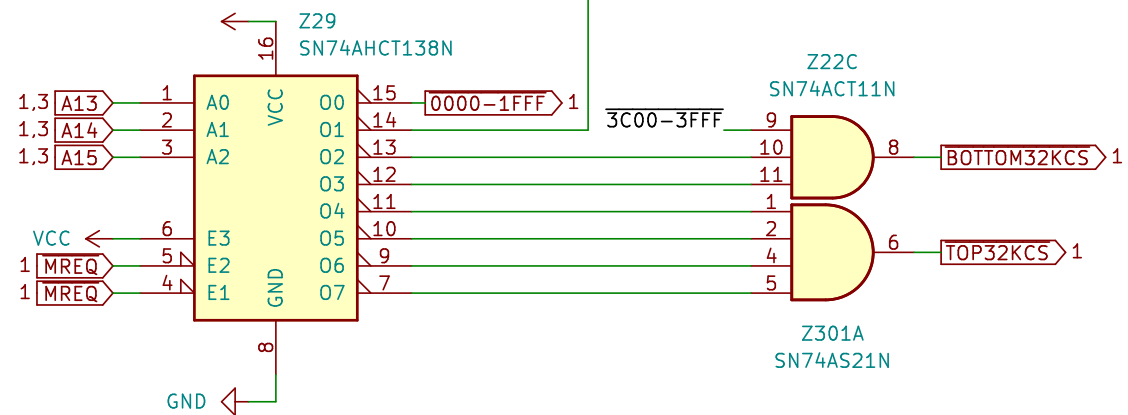 Z29
SN74AHCT138N
16
VCC
1,3 A13 1 A0
1,3 A14 2 A1
1,3 A15 3 A2
VCC 6 E3
1 MREQ 5 E2
1 MREQ 4 E1
GND
8
GND
O0 15 0000-1FFF 1
O1 14
O2 13
O3 12
O4 11
O5 10
O6 9
O7 7
Z22C
SN74ACT11N
3C00-3FFF 9
10
11
8 BOTTOM32KCS 1
1
2
4
5
6 TOP32KCS 1
Z301A
SN74AS21N